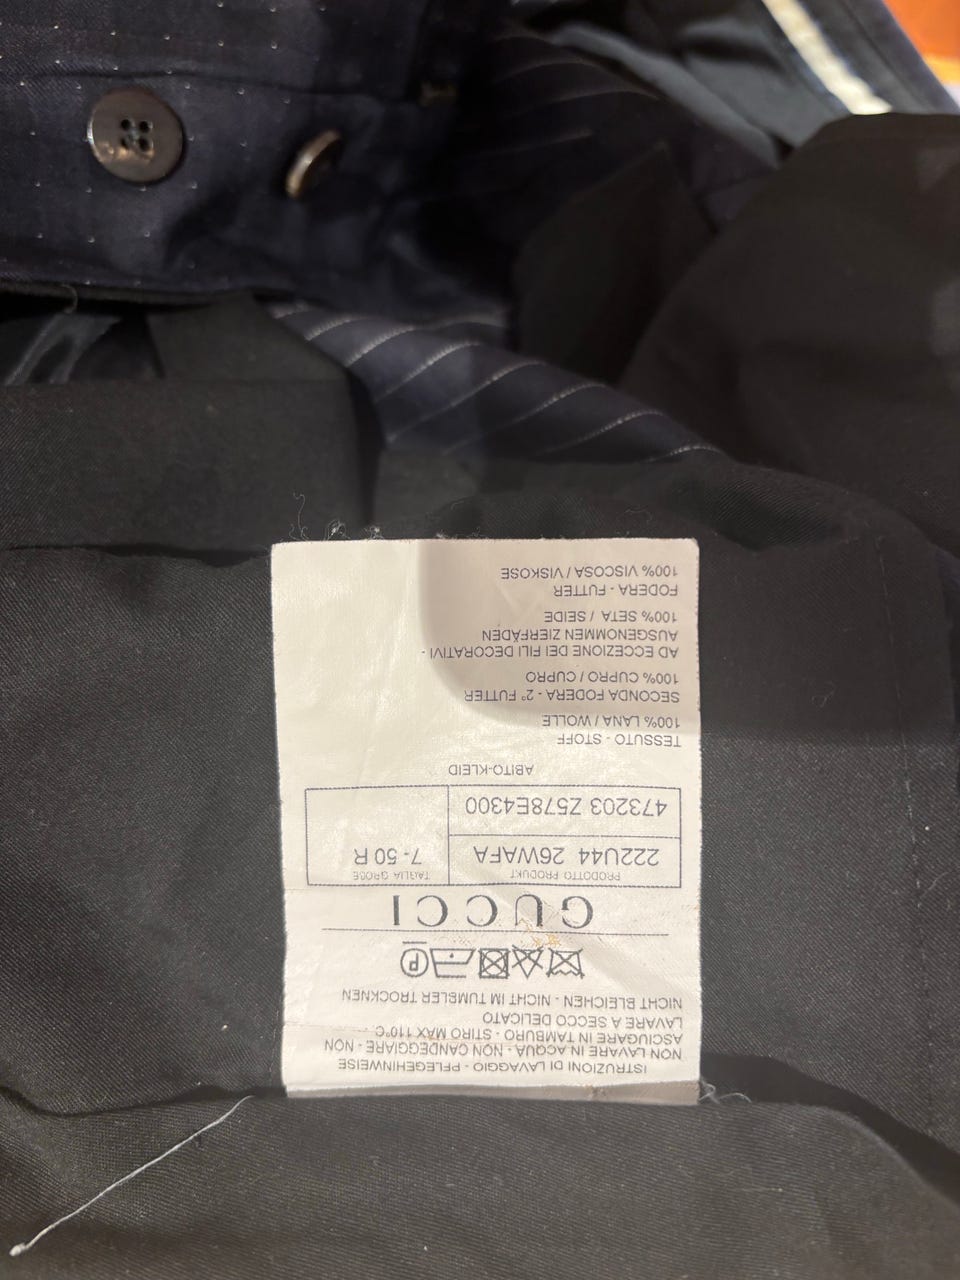 ISTRUZIONI DI LAVAGGIO - PFLEGEHINWEISE
NON LAVARE IN ACQUA - NON CANDEGGIARE - NON
ASCIUGARE IN TAMBURO - STIRO MAX 110°C
LAVARE A SECCO DELICATO
NICHT BLEICHEN - NICHT IM TUMBLER TROCKNEN
P
GUCCI
PRODOTTO PRODUKT TAGLIA GRÖßE
222U44 26WAFA 7 - 50 R
473203 Z578E4300
ABITO-KLEID
TESSUTO - STOFF
100% LANA / WOLLE
SECONDA FODERA - 2° FUTTER
100% CUPRO / CUPRO
AD ECCEZIONE DEI FILI DECORATIVI -
AUSGENOMMEN ZIERFÄDEN
100% SETA / SEIDE
FODERA - FUTTER
100% VISCOSA / VISKOSE